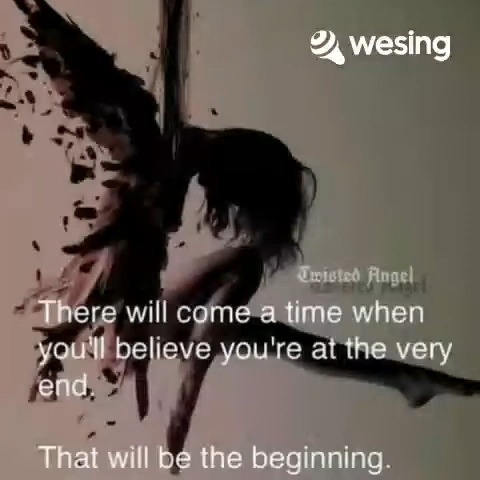 wesing
Twisted Angel
There will come a time when
you'll believe you're at the very
end.
That will be the beginning.